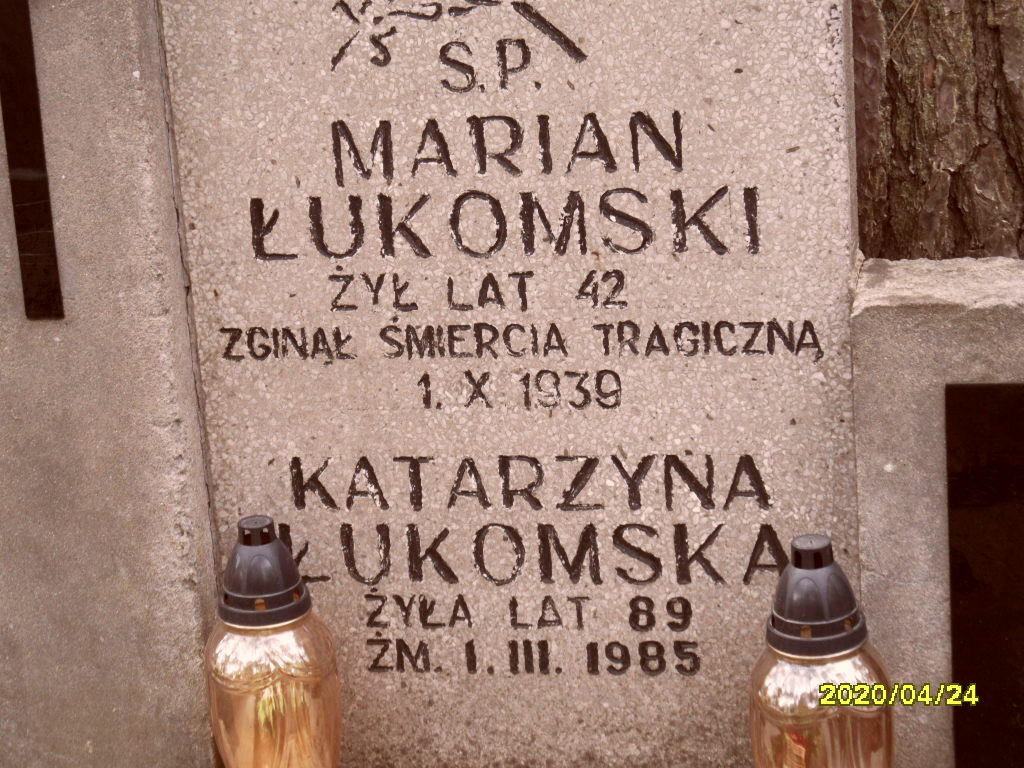 S.P.
MARIAN
ŁUKOMSKI
ŻYŁ LAT 42
ZGINĄŁ ŚMIERCIA TRAGICZNĄ
1. X 1939
KATARZYNA
ŁUKOMSKA
ŻYŁA LAT 89
ŻM. 1. III. 1985
2020/04/24